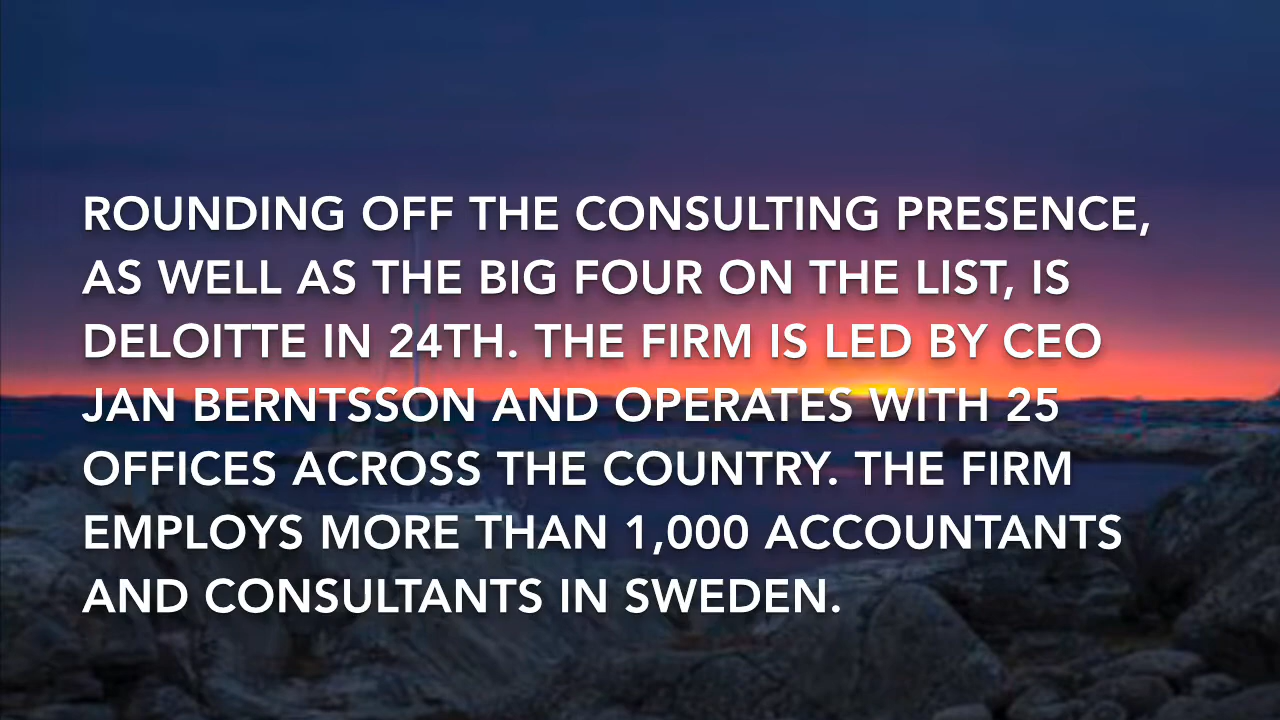 ROUNDING OFF THE CONSULTING PRESENCE,
AS WELL AS THE BIG FOUR ON THE LIST, IS
DELOITTE IN 24TH. THE FIRM IS LED BY CEO
JAN BERNTSSON AND OPERATES WITH 25
OFFICES ACROSS THE COUNTRY. THE FIRM
EMPLOYS MORE THAN 1,000 ACCOUNTANTS
AND CONSULTANTS IN SWEDEN.